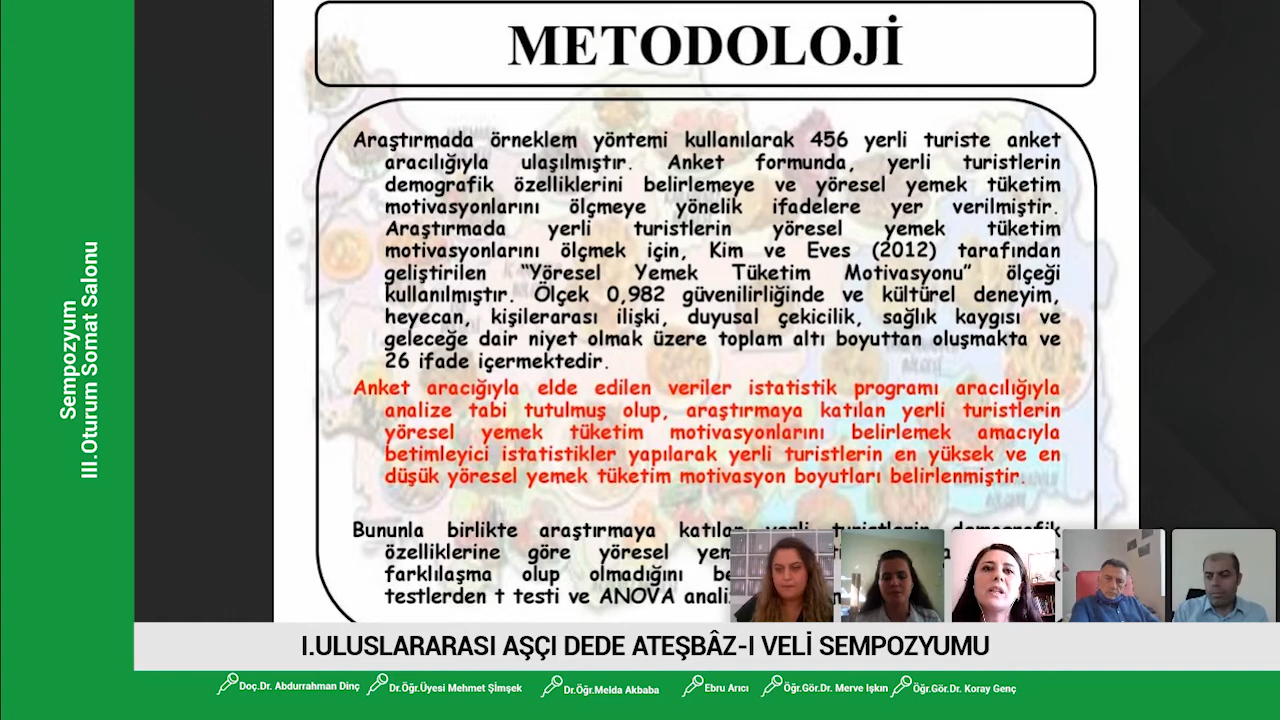 METODOLOJİ
Araştırmada örneklem yöntemi kullanılarak 456 yerli turiste anket
aracılığıyla ulaşılmıştır. Anket formunda, yerli turistlerin
demografik özelliklerini belirlemeye ve yöresel yemek tüketim
motivasyonlarını ölçmeye yönelik ifadelere yer verilmiştir.
Araştırmada yerli turistlerin yöresel yemek tüketim
motivasyonlarını ölçmek için, Kim ve Eves (2012) tarafından
geliştirilen “Yöresel Yemek Tüketim Motivasyonu” ölçeği
kullanılmıştır. Ölçek 0,982 güvenilirliğinde ve kültürel deneyim,
heyecan, kişilerarası ilişki, duyusal çekicilik, sağlık kaygısı ve
geleceğe dair niyet olmak üzere toplam altı boyuttan oluşmakta ve
26 ifade içermektedir.
Anket aracığıyla elde edilen veriler istatistik programı aracılığıyla
analize tabi tutulmuş olup, araştırmaya katılan yerli turistlerin
yöresel yemek tüketim motivasyonlarını belirlemek amacıyla
betimleyici istatistikler yapılarak yerli turistlerin en yüksek ve en
düşük yöresel yemek tüketim motivasyon boyutları belirlenmiştir.
Bununla birlikte araştırmaya katılan yerli turistlerin demografik
özelliklerine göre yöresel
farklılaşma olup olmadığını
testlerden t testi ve ANOVA
Sempozyum
III.Oturum Somat Salonu
I.ULUSLARARASI AŞÇI DEDE ATEŞBÂZ-I VELİ SEMPOZYUMU
Doç.Dr. Abdurrahman Dinç Dr.Öğr.Üyesi Mehmet Şİmşek Dr.Öğr.Melda Akbaba Ebru Arıcı Öğr.Gör.Dr. Merve Işkın Öğr.Gör.Dr. Koray Genç